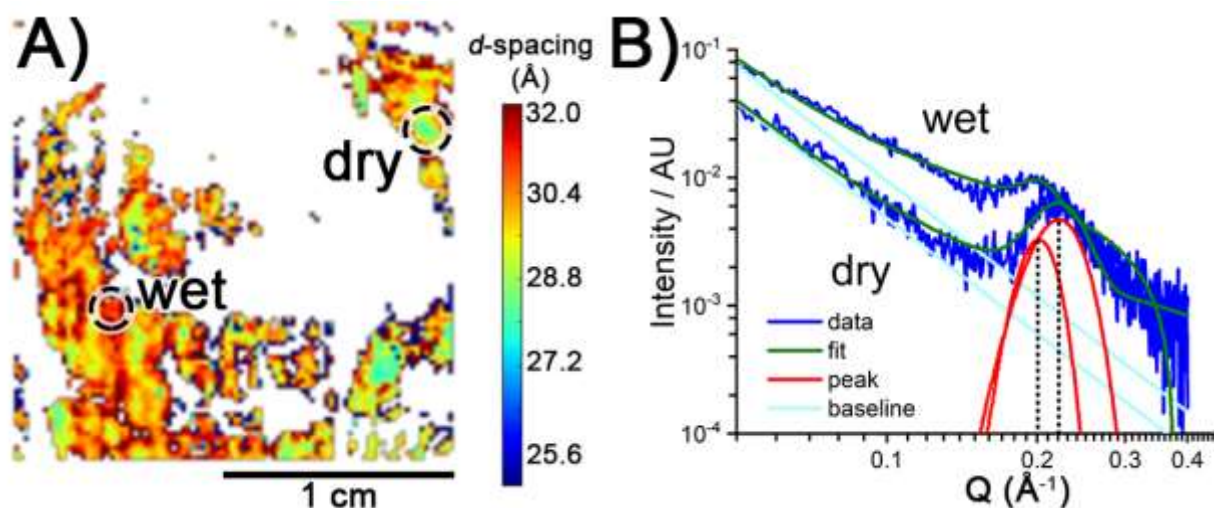 A)
d-spacing
(Å)
32.0
30.4
28.8
27.2
25.6
dry
wet
1 cm
B)
Intensity / AU
10⁻¹
10⁻²
10⁻³
10⁻⁴
wet
dry
data
fit
peak
baseline
0.1
0.2
0.3
0.4
Q (Å⁻¹)